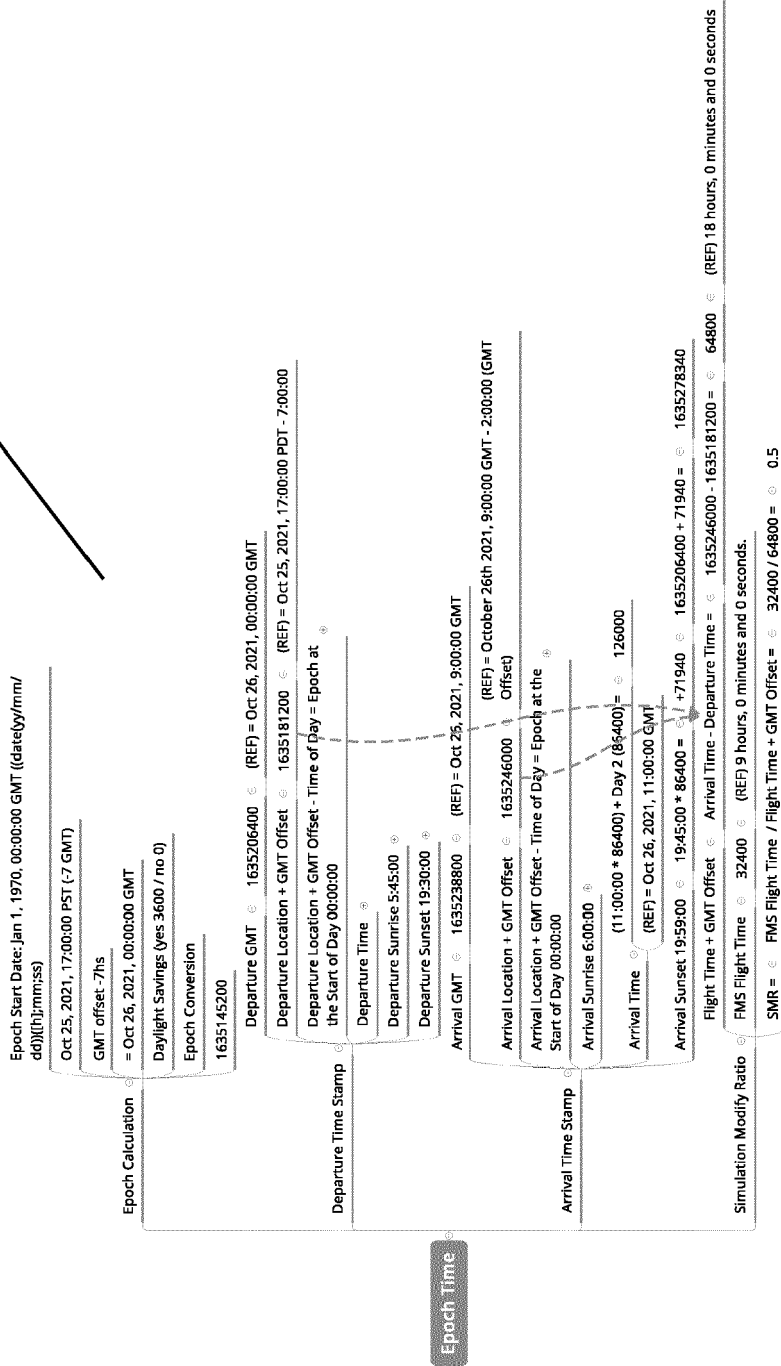 Epoch Time
Epoch Calculation
Epoch Start Date: Jan 1, 1970, 00:00:00 GMT ((date(yy/mm/
dd))([h];mm;ss)
Oct 25, 2021, 17:00:00 PST (-7 GMT)
GMT offset -7hs
= Oct 26, 2021, 00:00:00 GMT
Daylight Savings (yes 3600 / no 0)
Epoch Conversion
1635145200
Departure Time Stamp
Departure GMT 1635206400 (REF) = Oct 26, 2021, 00:00:00 GMT
Departure Location + GMT Offset 1635181200 (REF) = Oct 25, 2021, 17:00:00 PDT - 7:00:00
Departure Location + GMT Offset - Time of Day = Epoch at
the Start of Day 00:00:00
Departure Time
Departure Sunrise 5:45:00
Departure Sunset 19:30:00
Arrival Time Stamp
Arrival GMT 1635238800 (REF) = Oct 26, 2021, 9:00:00 GMT
Arrival Location + GMT Offset 1635246000 (REF) = October 26th 2021, 9:00:00 GMT - 2:00:00 (GMT
Offset)
Arrival Location + GMT Offset - Time of Day = Epoch at the
Start of Day 00:00:00
Arrival Sunrise 6:00:00
Arrival Time
(11:00:00 * 86400) + Day 2 (86400) = 126000
(REF) = Oct 26, 2021, 11:00:00 GMT
Arrival Sunset 19:59:00 19:45:00 * 86400 = +71940 1635206400 + 71940 = 1635278340
Simulation Modify Ratio
Flight Time + GMT Offset Arrival Time - Departure Time = 1635246000 - 1635181200 = 64800 (REF) 18 hours, 0 minutes and 0 seconds
FMS Flight Time 32400 (REF) 9 hours, 0 minutes and 0 seconds.
SMR = FMS Flight Time / Flight Time + GMT Offset = 32400 / 64800 = 0.5